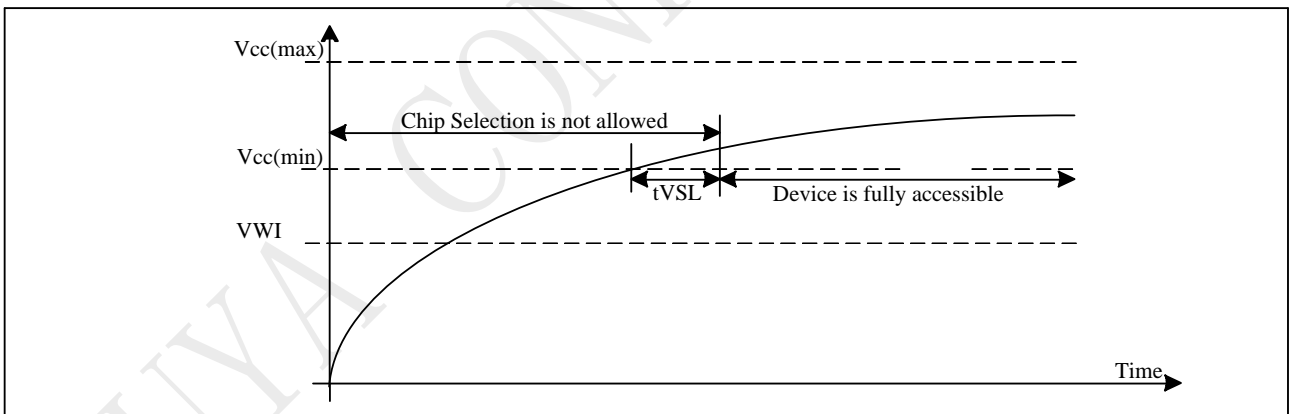 Vcc(max)
Chip Selection is not allowed
Vcc(min)
tVSL
Device is fully accessible
VWI
Time